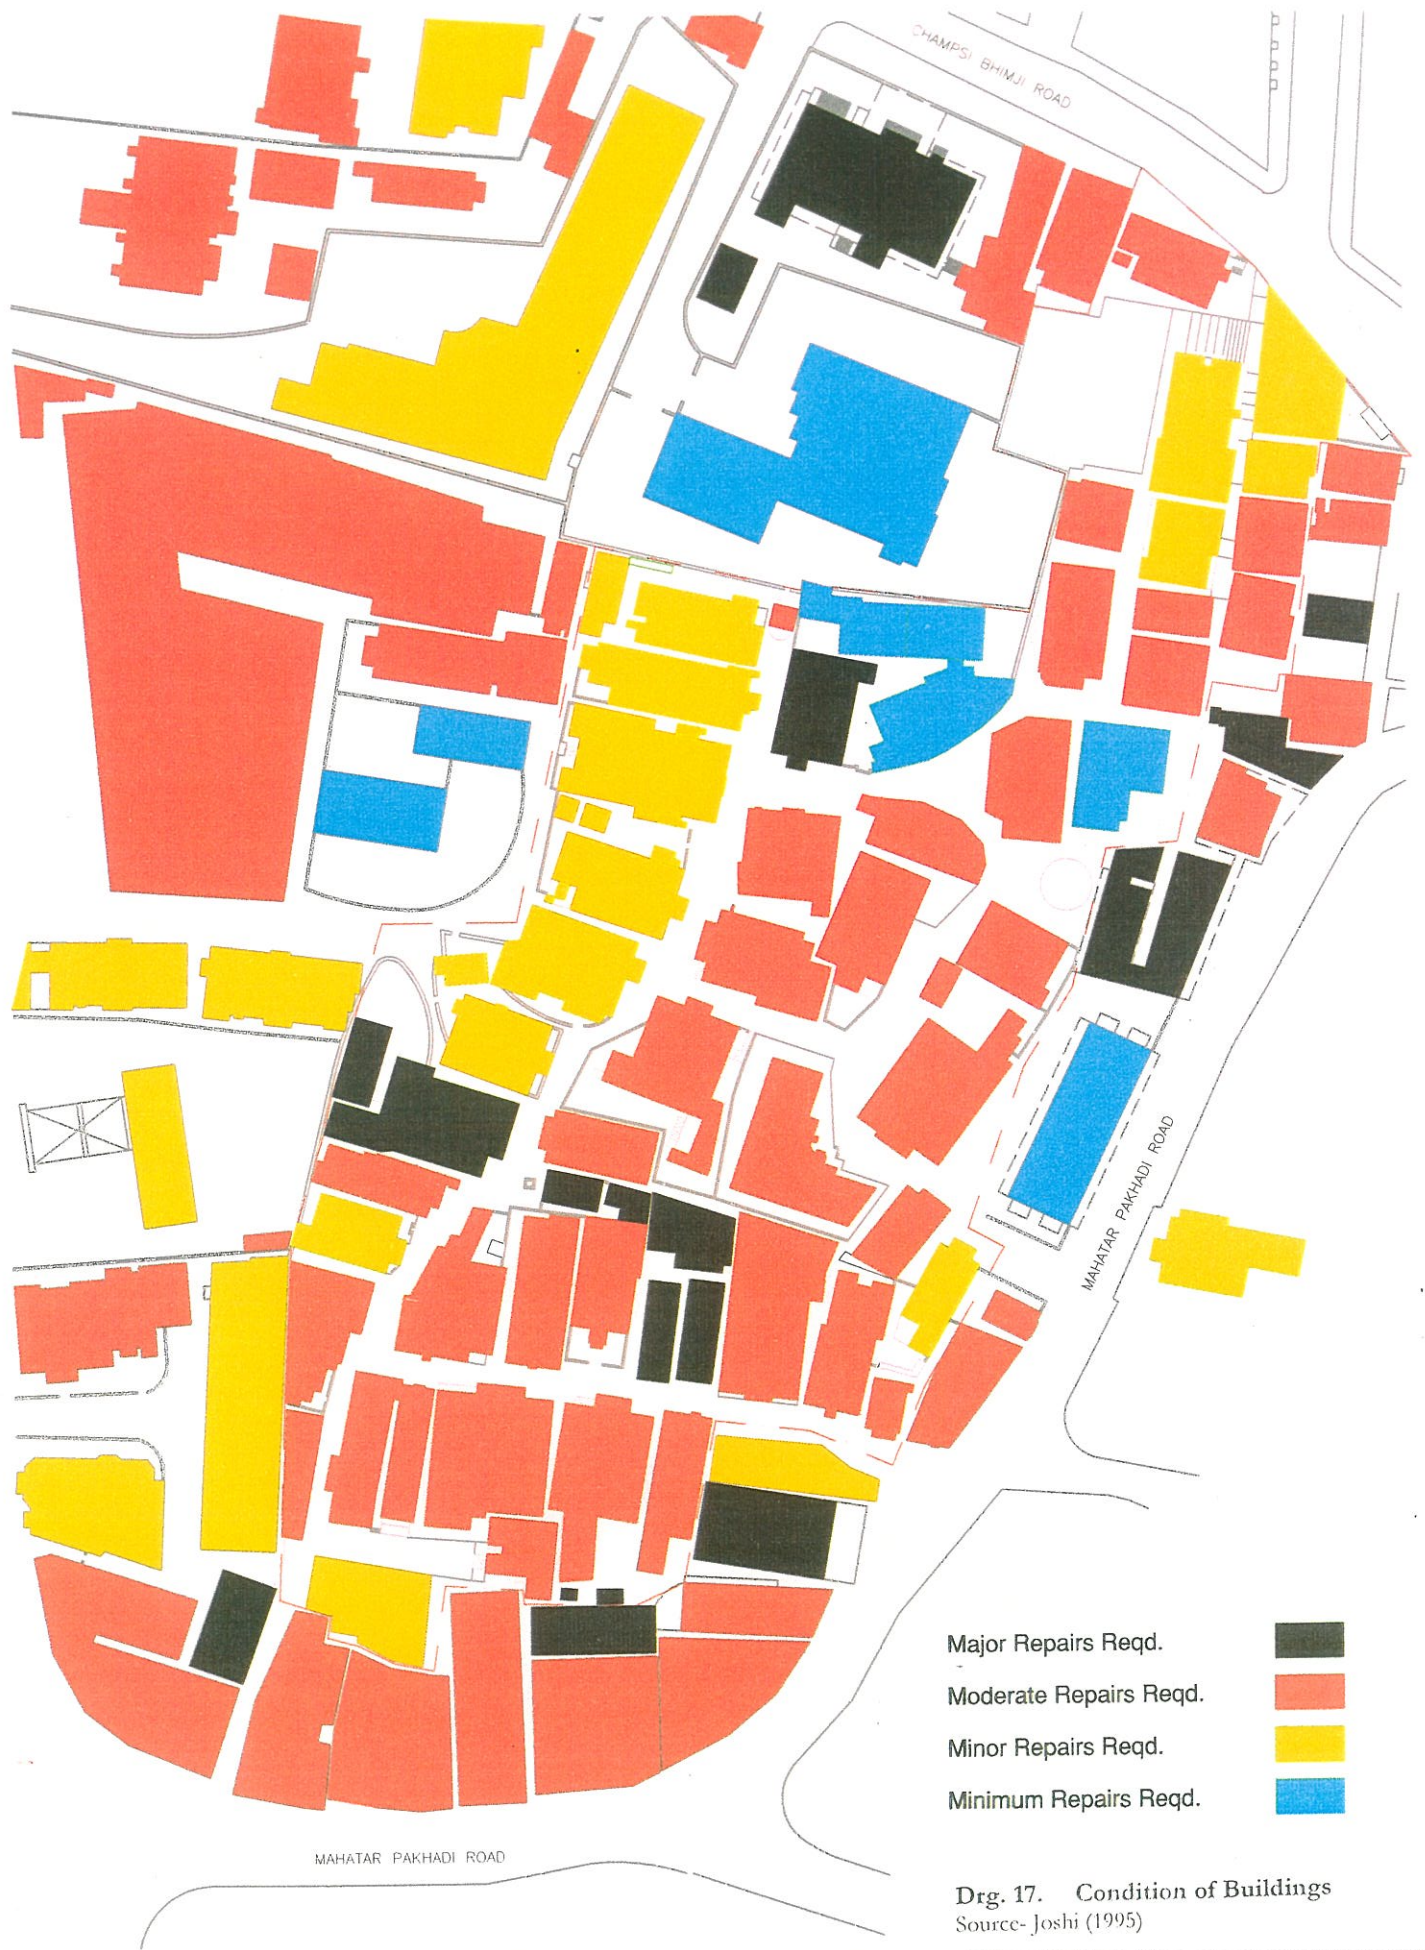 CHAMPSI BHIMJI ROAD
MAHATAR PAKHADI ROAD
Major Repairs Reqd.
Moderate Repairs Reqd.
Minor Repairs Reqd.
Minimum Repairs Reqd.
MAHATAR PAKHADI ROAD
Drg. 17. Condition of Buildings
Source- Joshi (1995)